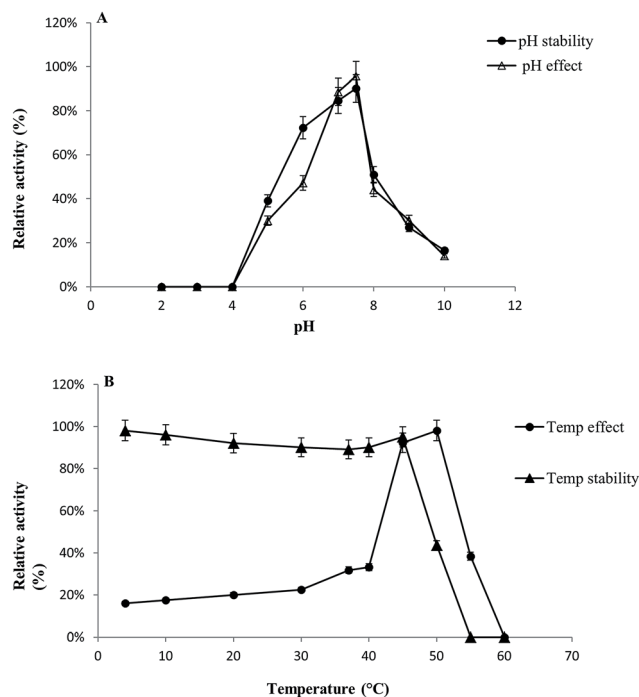 A
120%
100%
80%
60%
40%
20%
0%
0 2 4 6 8 10 12
pH
Relative activity (%)
pH stability
pH effect
B
120%
100%
80%
60%
40%
20%
0%
0 10 20 30 40 50 60 70
Temperature (°C)
Relative activity
(%)
Temp effect
Temp stability